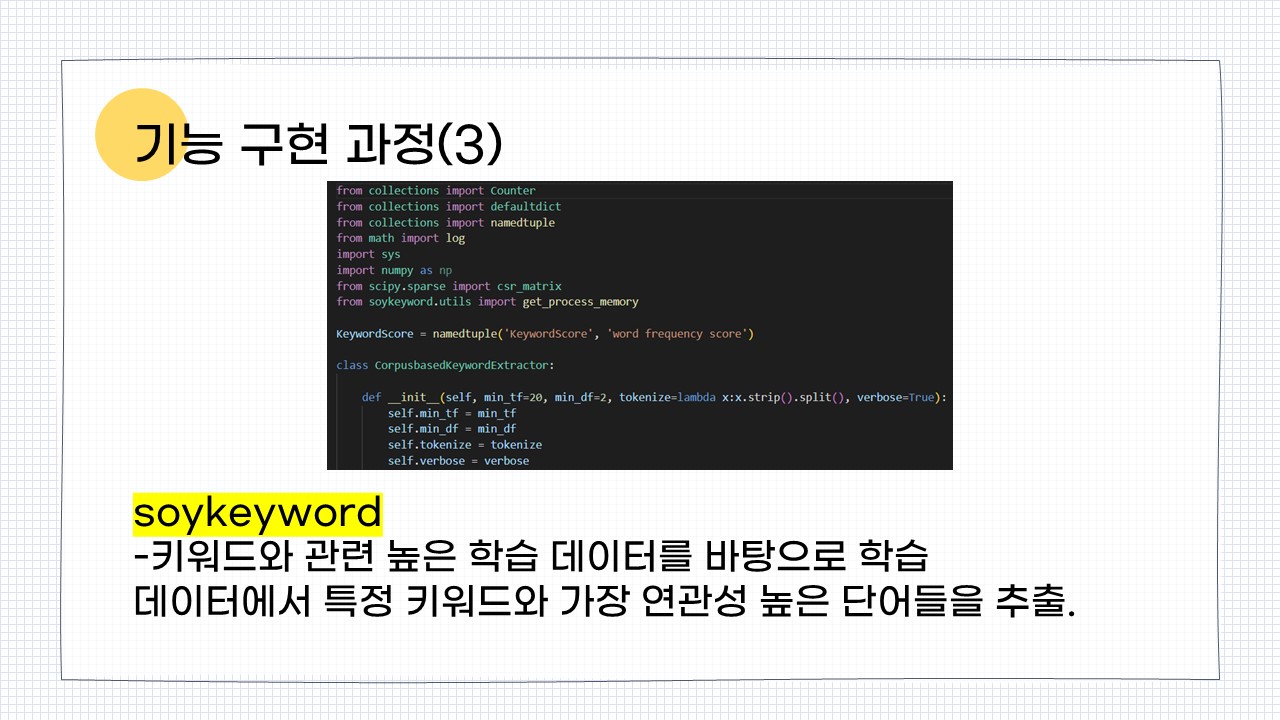 기능 구현 과정(3)
from collections import Counter
from collections import defaultdict
from collections import namedtuple
from math import log
import sys
import numpy as np
from scipy.sparse import csr_matrix
from soykeyword.utils import get_process_memory
KeywordScore = namedtuple('KeywordScore', 'word frequency score')
class CorpusbasedKeywordExtractor:
def __init__(self, min_tf=20, min_df=2, tokenize=lambda x:x.strip().split(), verbose=True):
self.min_tf = min_tf
self.min_df = min_df
self.tokenize = tokenize
self.verbose = verbose
soykeyword
-키워드와 관련 높은 학습 데이터를 바탕으로 학습
데이터에서 특정 키워드와 가장 연관성 높은 단어들을 추출.